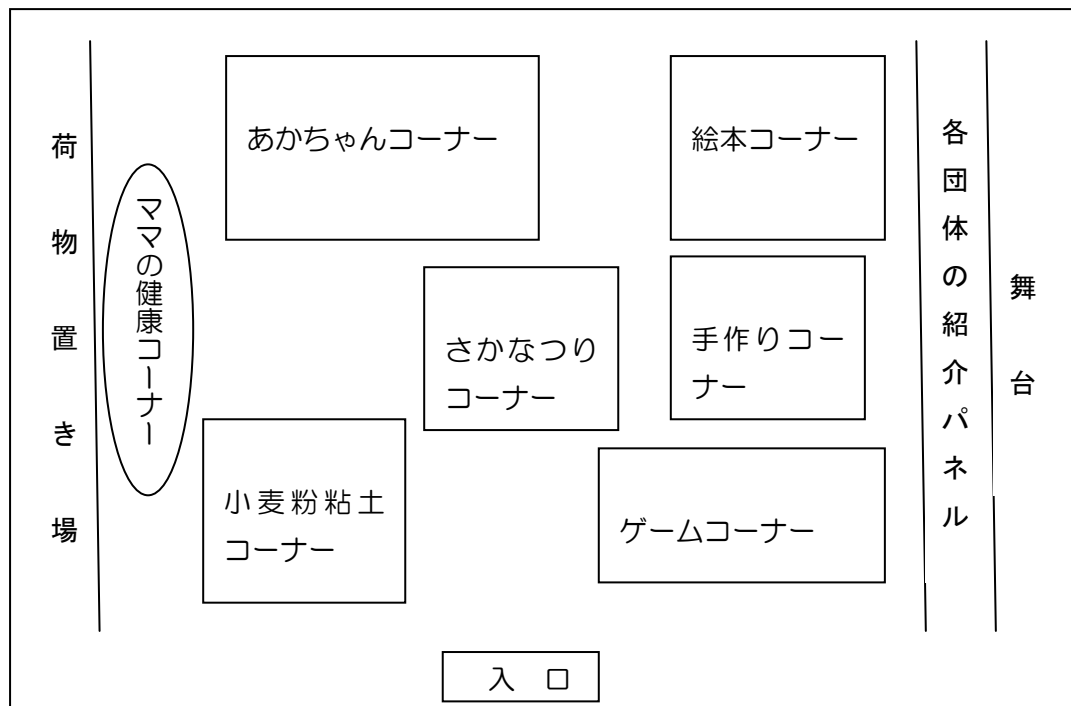 荷物置き場
ママの健康コーナー
あかちゃんコーナー
絵本コーナー
さかなつり
コーナー
手作りコー
ナー
小麦粉粘土
コーナー
ゲームコーナー
各団体の紹介パネル
舞台
入 口